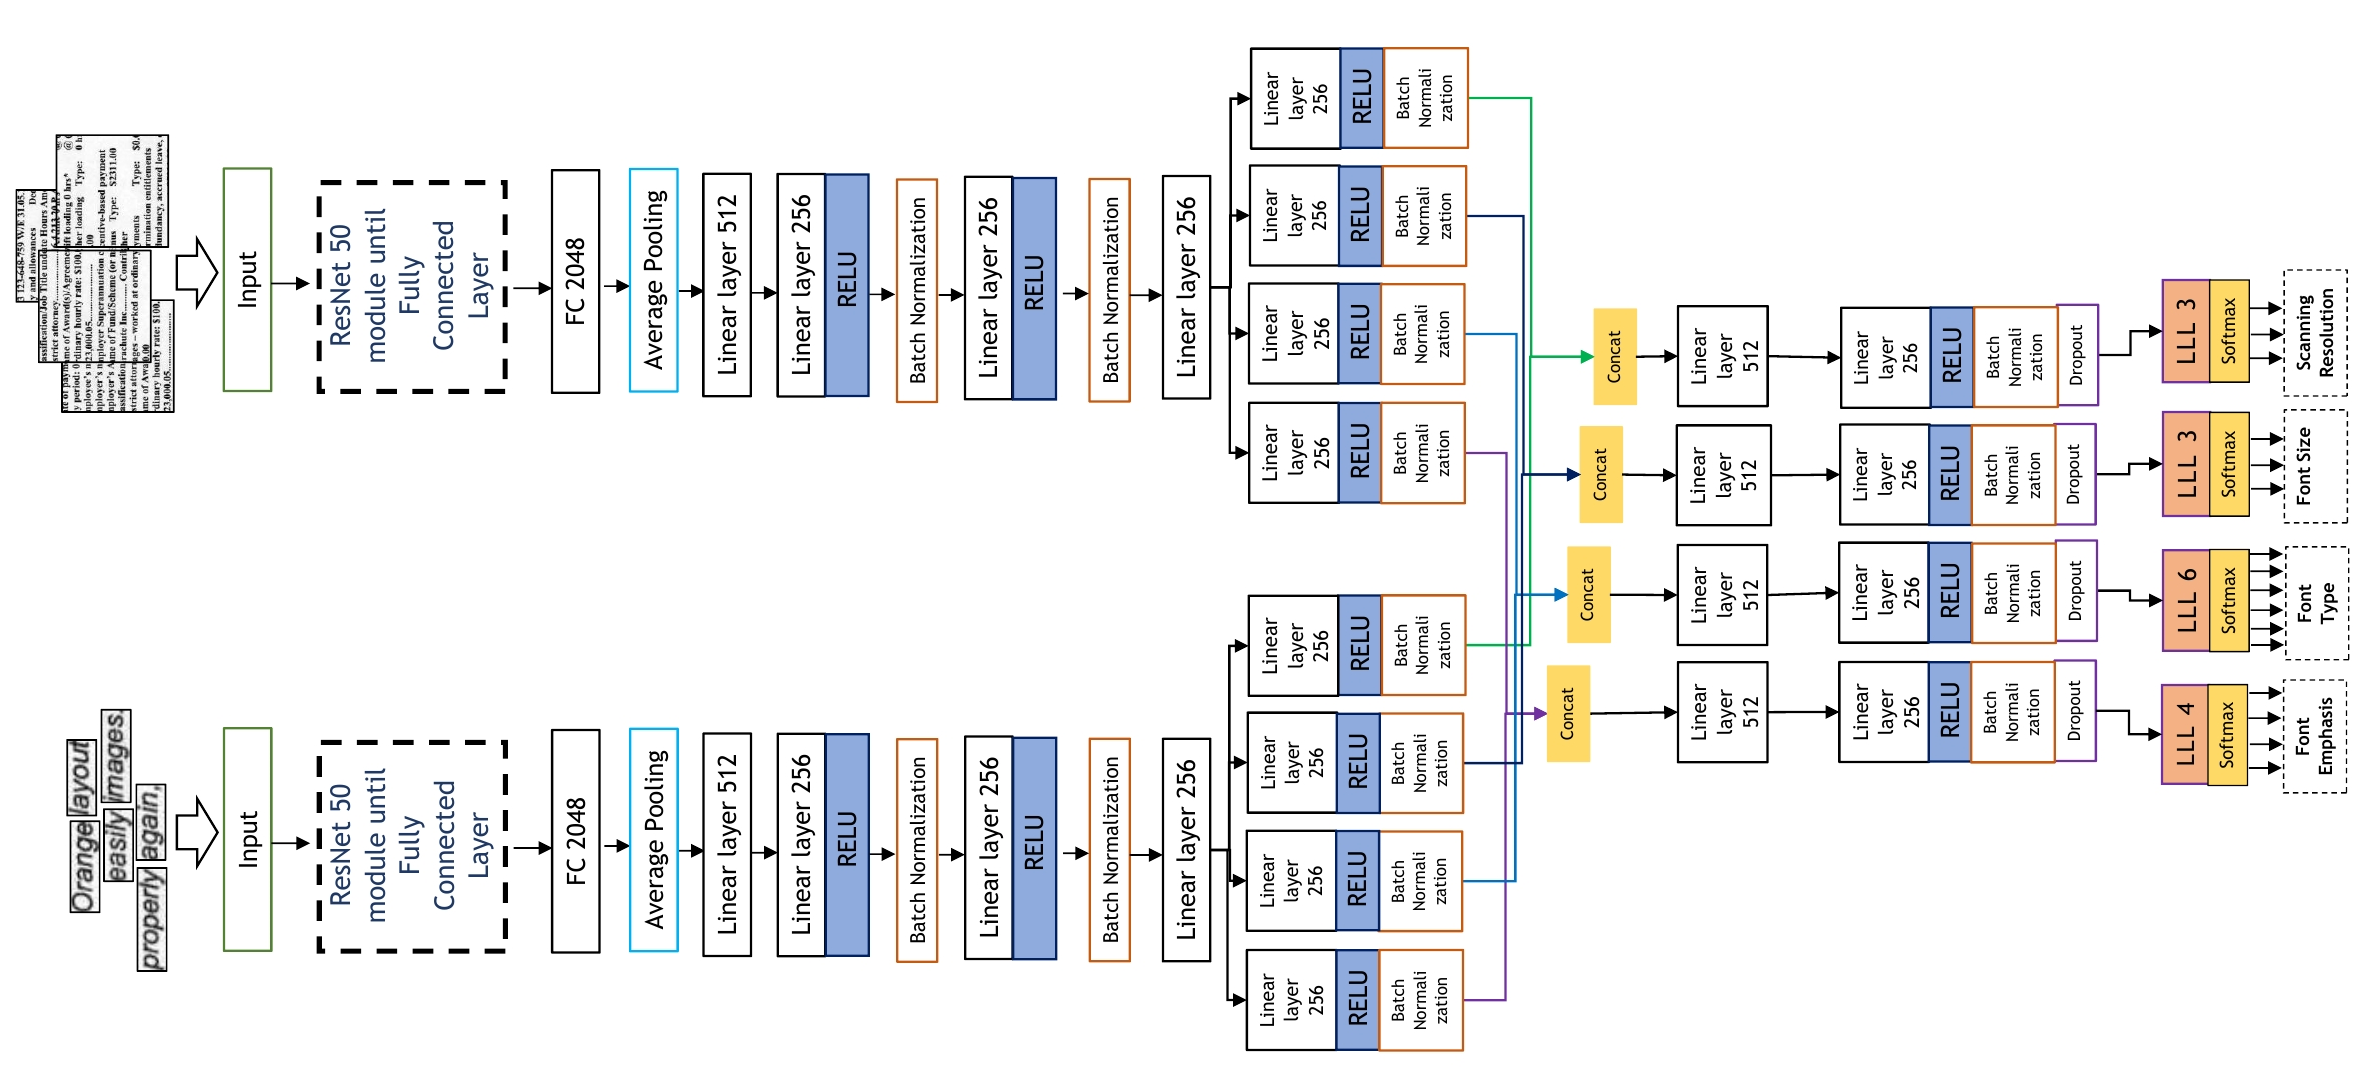 Orange
layout
easily
images.
properly
again,
Input
Input
ResNet 50
module until
Fully
Connected
Layer
ResNet 50
module until
Fully
Connected
Layer
FC 2048
FC 2048
Average Pooling
Average Pooling
Linear layer 512
Linear layer 512
Linear layer 256
Linear layer 256
RELU
RELU
Batch Normalization
Batch Normalization
Linear layer 256
Linear layer 256
RELU
RELU
Batch Normalization
Batch Normalization
Linear layer 256
Linear layer 256
Linear
layer
256
RELU
Batch
Normali
zation
Linear
layer
256
RELU
Batch
Normali
zation
Linear
layer
256
RELU
Batch
Normali
zation
Linear
layer
256
RELU
Batch
Normali
zation
Linear
layer
256
RELU
Batch
Normali
zation
Linear
layer
256
RELU
Batch
Normali
zation
Linear
layer
256
RELU
Batch
Normali
zation
Linear
layer
256
RELU
Batch
Normali
zation
Concat
Concat
Concat
Concat
Linear
layer
512
Linear
layer
512
Linear
layer
512
Linear
layer
512
Linear
layer
256
RELU
Batch
Normali
zation
Dropout
Linear
layer
256
RELU
Batch
Normali
zation
Dropout
Linear
layer
256
RELU
Batch
Normali
zation
Dropout
Linear
layer
256
RELU
Batch
Normali
zation
Dropout
LLL 4
Softmax
Font
Emphasis
LLL 6
Softmax
Font
Type
LLL 3
Softmax
Font Size
LLL 3
Softmax
Scanning
Resolution